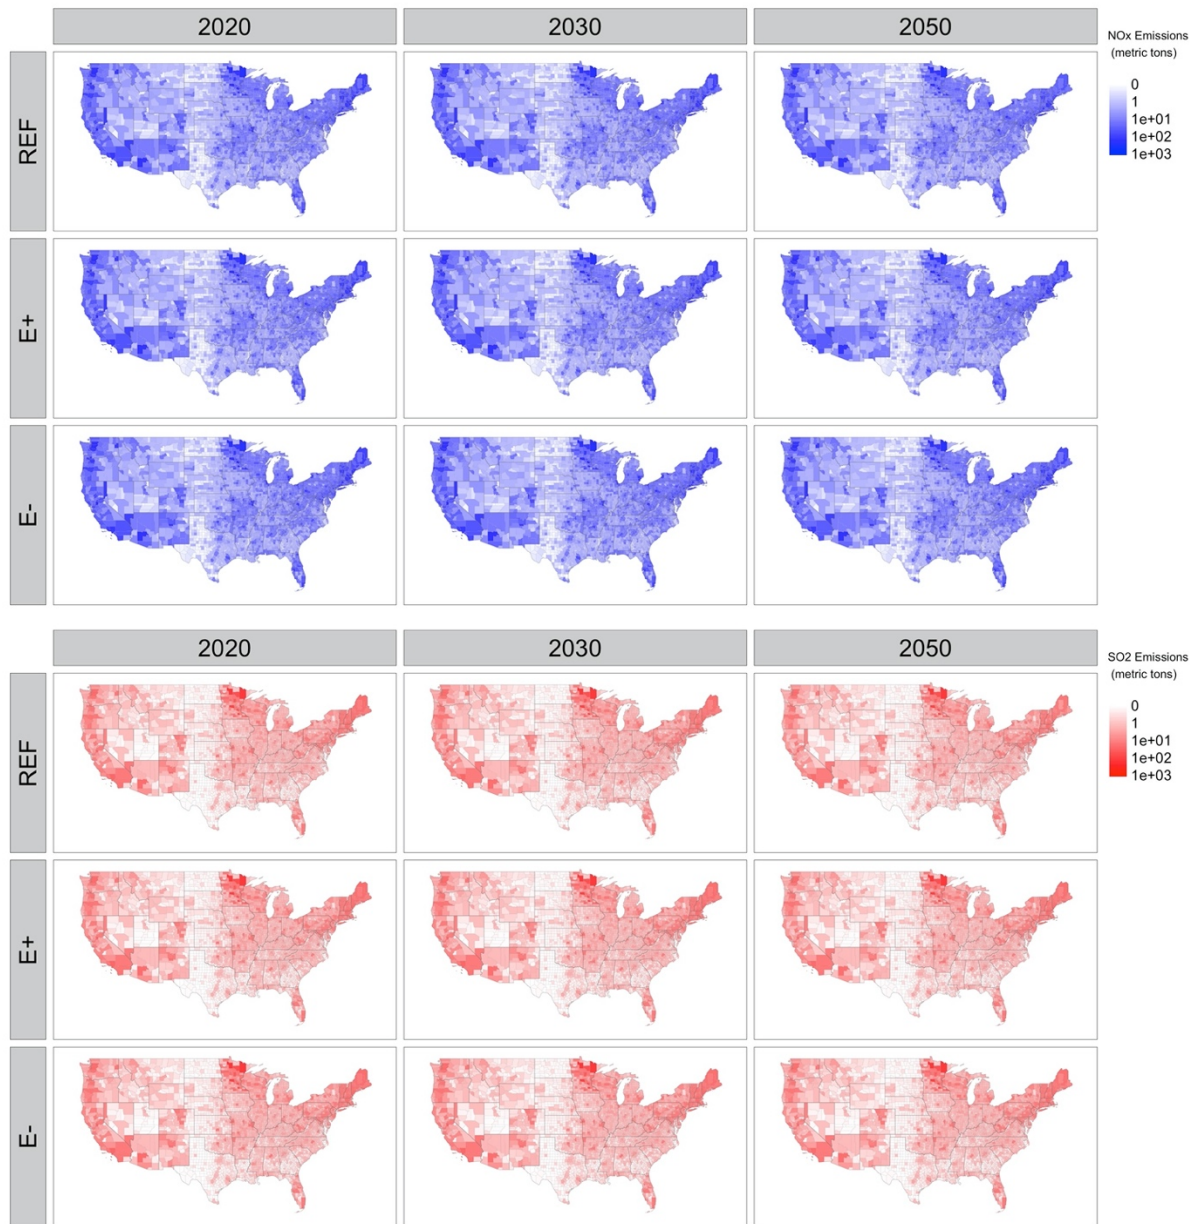 2020 2030 2050
NOx Emissions
(metric tons)
0
1
1e+01
1e+02
1e+03
REF
E+
E-
2020 2030 2050
SO2 Emissions
(metric tons)
0
1
1e+01
1e+02
1e+03
REF
E+
E-